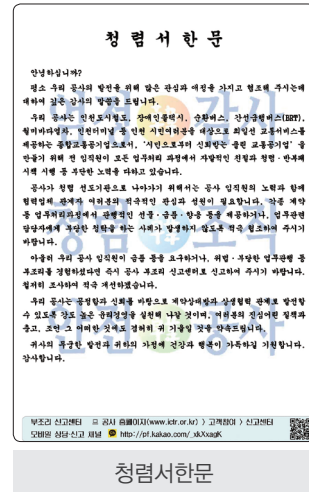 청렴서한문
안녕하십니까?
평소 우리 공사의 발전을 위해 많은 관심과 애정을 가지고 협조해 주시는데
대하여 깊은 감사의 말씀을 드립니다.
우리 공사는 인천도시철도, 장애인콜택시, 순환버스, 간선급행버스(BRT),
월미바다열차, 인천터미널 등 인천 시민여러분을 대상으로 최일선 교통서비스를
제공하는 종합교통공기업으로서, '시민으로부터 신뢰받는 클린 교통공기업' 을
만들기 위해 전 임직원이 모든 업무처리 과정에서 자발적인 친절과 청렴·반부패
시책 시행 등 부단한 노력을 다하고 있습니다.
공사가 청렴 선도기관으로 나아가기 위해서는 공사 임직원의 노력과 함께
협력업체 관계자 여러분의 적극적인 관심과 성원이 필요합니다. 각종 계약
등 업무처리과정에서 관행적인 선물·금품·향응 등을 제공하거나, 업무관련
담당자에게 부당한 청탁을 하는 사례가 발생하지 않도록 적극 협조하여 주시기
바랍니다.
아울러 우리 공사 임직원이 금품 등을 요구하거나, 위법·부당한 업무관행 등
부조리를 경험하셨다면 즉시 공사 부조리 신고센터로 신고하여 주시기 바랍니다.
철저히 조사하여 적극 개선하겠습니다.
우리 공사는 공정함과 신뢰를 바탕으로 계약상대방과 상생협력 관계로 발전할
수 있도록 강도 높은 윤리경영을 실천해 나갈 것이며, 여러분의 진심어린 질책과
충고, 조언 그 어떠한 것에도 겸허히 귀 기울일 것을 약속드립니다.
귀사의 무궁한 발전과 귀하의 가정에 건강과 행복이 가득하길 기원합니다.
감사합니다.
부조리 신고센터 공사 홈페이지(www.ictr.or.kr) > 고객참여 > 신고센터
모바일 상담·신고 채널 http://pf.kakao.com/_xkXxagK
청렴서한문